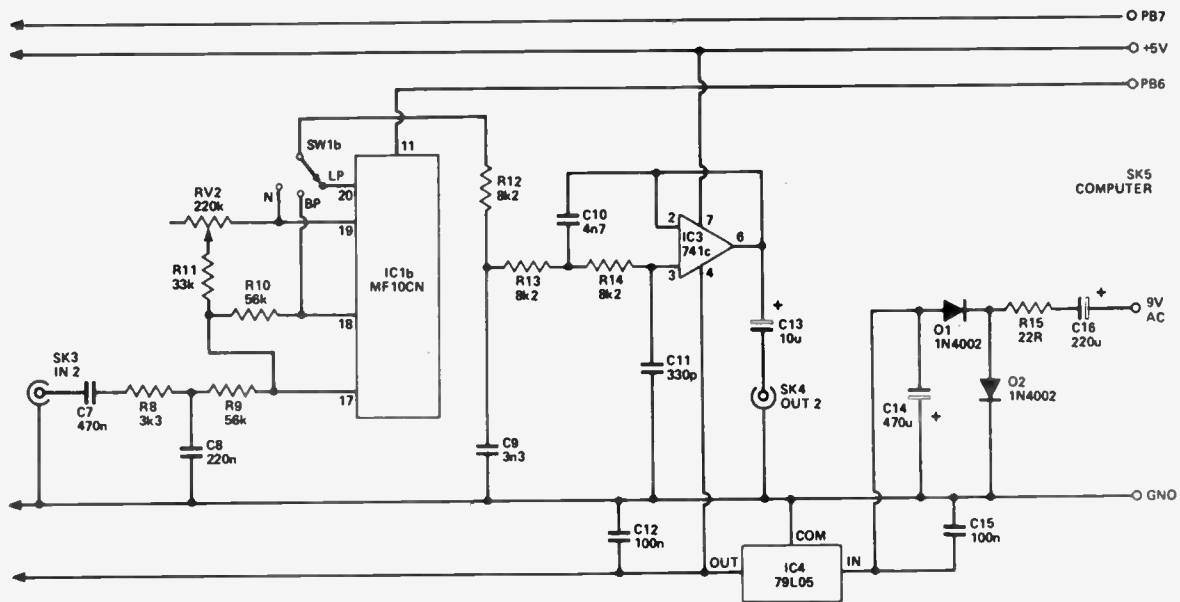 PB7
+5V
PB6
SK5
COMPUTER
SW1b
11
LP
20
N
BP
RV2
220k
19
R11
33k
R10
56k
IC1b
MF10CN
18
17
SK3
IN 2
C7
470n
R8
3k3
R9
56k
C8
220n
R12
8k2
C10
4n7
R13
8k2
R14
8k2
2
7
IC3
741c
6
3
4
C9
3n3
C11
330p
+
C13
10u
SK4
OUT 2
D1
1N4002
R15
22R
+
C16
220u
9V
AC
D2
1N4002
C14
470u
+
GND
C12
100n
COM
C15
100n
OUT
IN
IC4
79L05